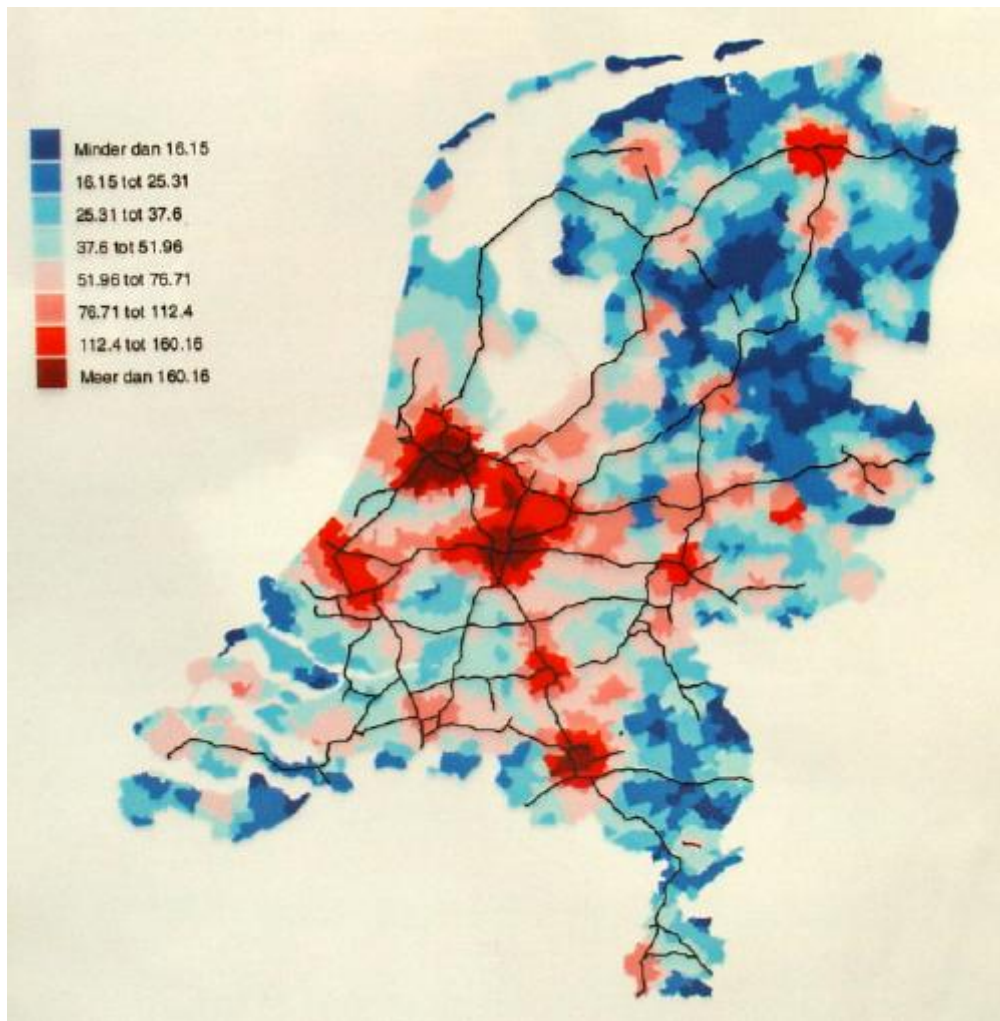 Minder dan 16.15
16.15 tot 25.31
25.31 tot 37.6
37.6 tot 51.96
51.96 tot 76.71
76.71 tot 112.4
112.4 tot 160.16
Meer dan 160.16